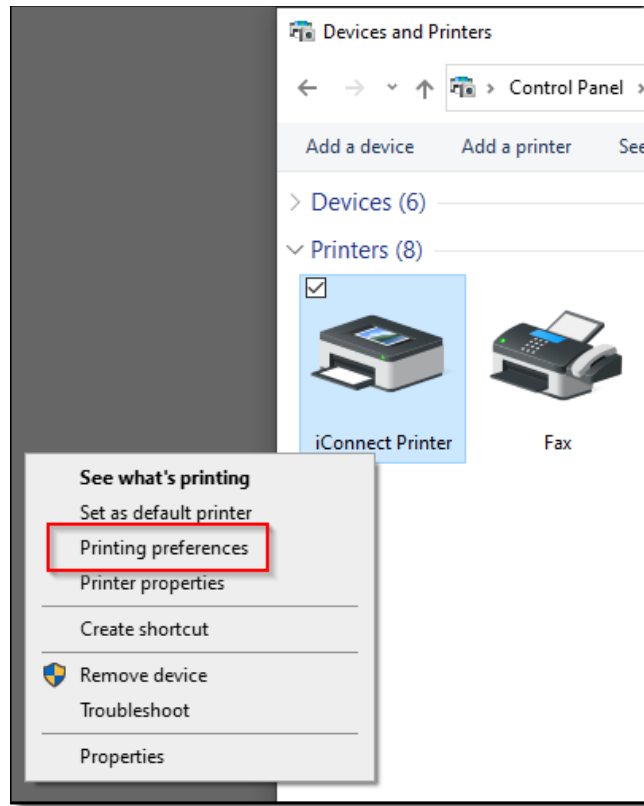 Devices and Printers
Control Panel
Add a device Add a printer See
Devices (6)
Printers (8)
iConnect Printer Fax
See what's printing
Set as default printer
Printing preferences
Printer properties
Create shortcut
Remove device
Troubleshoot
Properties